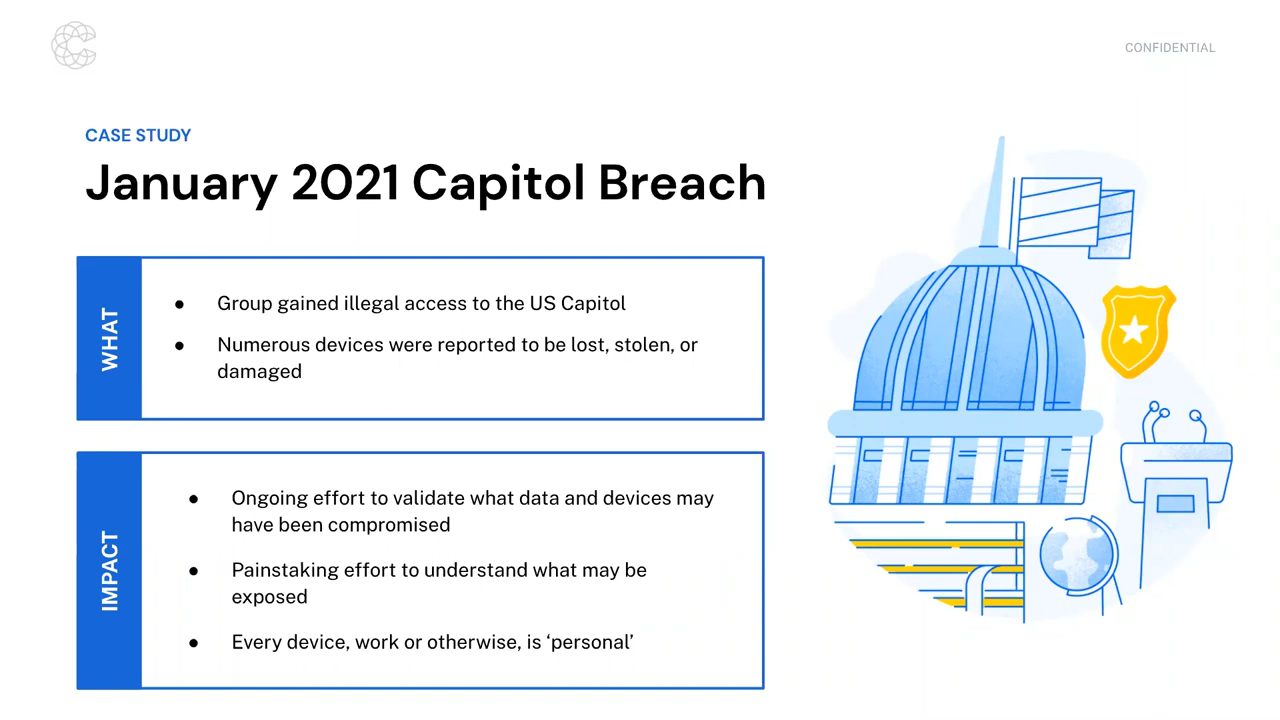 CONFIDENTIAL
CASE STUDY
January 2021 Capitol Breach
WHAT
● Group gained illegal access to the US Capitol
● Numerous devices were reported to be lost, stolen, or
damaged
IMPACT
● Ongoing effort to validate what data and devices may
have been compromised
● Painstaking effort to understand what may be
exposed
● Every device, work or otherwise, is ‘personal’